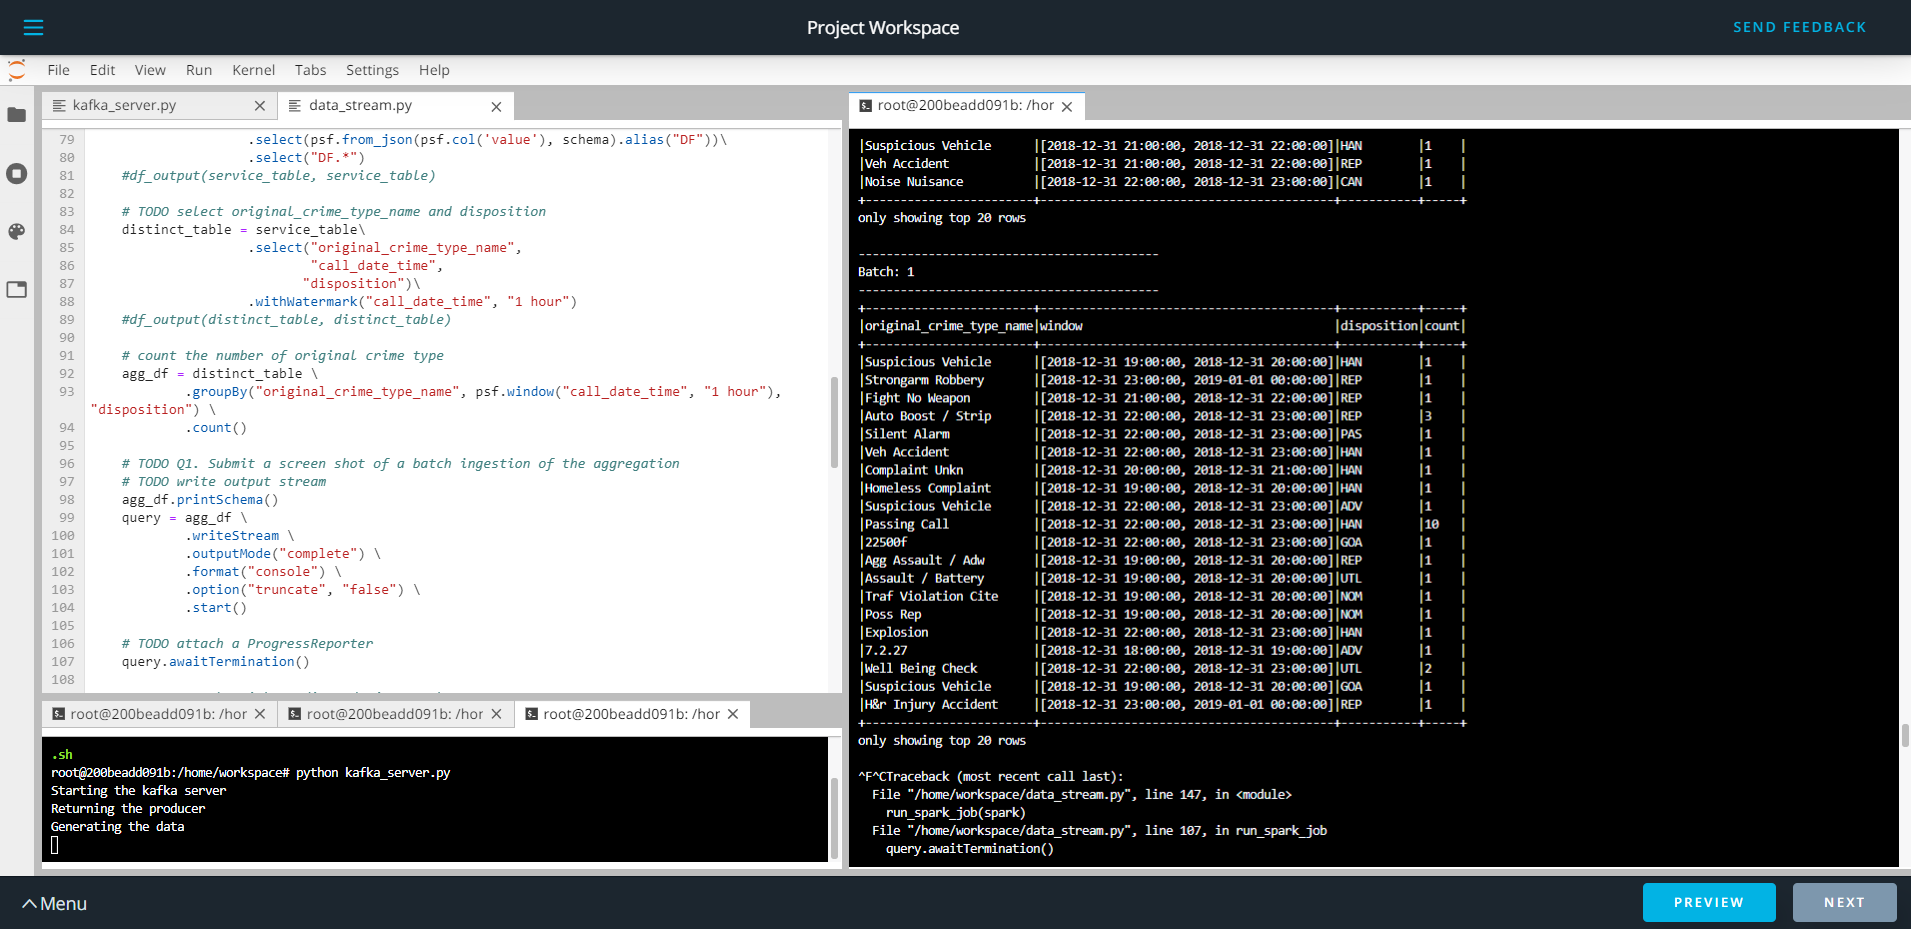 Project Workspace
SEND FEEDBACK
File Edit View Run Kernel Tabs Settings Help
kafka_server.py
data_stream.py
79 .select(psf.from_json(psf.col('value'), schema).alias("DF"))\
80 .select("DF.*")
81 #df_output(service_table, service_table)
82
83 # TODO select original_crime_type_name and disposition
84 distinct_table = service_table\
85 .select("original_crime_type_name",
86 "call_date_time",
87 "disposition")\
88 .withWatermark("call_date_time", "1 hour")
89 #df_output(distinct_table, distinct_table)
90
91 # count the number of original crime type
92 agg_df = distinct_table \
93 .groupBy("original_crime_type_name", psf.window("call_date_time", "1 hour"),
"disposition") \
94 .count()
95
96 # TODO Q1. Submit a screen shot of a batch ingestion of the aggregation
97 # TODO write output stream
98 agg_df.printSchema()
99 query = agg_df \
100 .writeStream \
101 .outputMode("complete") \
102 .format("console") \
103 .option("truncate", "false") \
104 .start()
105
106 # TODO attach a ProgressReporter
107 query.awaitTermination()
108
root@200beadd091b: /hor
root@200beadd091b: /hor
root@200beadd091b: /hor
.sh
root@200beadd091b:/home/workspace# python kafka_server.py
Starting the kafka server
Returning the producer
Generating the data
root@200beadd091b: /hor
|Suspicious Vehicle |[2018-12-31 21:00:00, 2018-12-31 22:00:00]|HAN |1 |
|Veh Accident |[2018-12-31 21:00:00, 2018-12-31 22:00:00]|REP |1 |
|Noise Nuisance |[2018-12-31 22:00:00, 2018-12-31 23:00:00]|CAN |1 |
+------------------------+------------------------------------------+-----------+-----+
only showing top 20 rows
-------------------------------------------
Batch: 1
-------------------------------------------
+------------------------+------------------------------------------+-----------+-----+
|original_crime_type_name|window |disposition|count|
+------------------------+------------------------------------------+-----------+-----+
|Suspicious Vehicle |[2018-12-31 19:00:00, 2018-12-31 20:00:00]|HAN |1 |
|Strongarm Robbery |[2018-12-31 23:00:00, 2019-01-01 00:00:00]|REP |1 |
|Fight No Weapon |[2018-12-31 21:00:00, 2018-12-31 22:00:00]|REP |1 |
|Auto Boost / Strip |[2018-12-31 22:00:00, 2018-12-31 23:00:00]|REP |3 |
|Silent Alarm |[2018-12-31 22:00:00, 2018-12-31 23:00:00]|PAS |1 |
|Veh Accident |[2018-12-31 22:00:00, 2018-12-31 23:00:00]|HAN |1 |
|Complaint Unkn |[2018-12-31 20:00:00, 2018-12-31 21:00:00]|HAN |1 |
|Homeless Complaint |[2018-12-31 19:00:00, 2018-12-31 20:00:00]|HAN |1 |
|Suspicious Vehicle |[2018-12-31 22:00:00, 2018-12-31 23:00:00]|ADV |1 |
|Passing Call |[2018-12-31 22:00:00, 2018-12-31 23:00:00]|HAN |10 |
|22500f |[2018-12-31 22:00:00, 2018-12-31 23:00:00]|GOA |1 |
|Agg Assault / Adw |[2018-12-31 19:00:00, 2018-12-31 20:00:00]|REP |1 |
|Assault / Battery |[2018-12-31 19:00:00, 2018-12-31 20:00:00]|UTL |1 |
|Traf Violation Cite |[2018-12-31 19:00:00, 2018-12-31 20:00:00]|NOM |1 |
|Poss Rep |[2018-12-31 19:00:00, 2018-12-31 20:00:00]|NOM |1 |
|Explosion |[2018-12-31 22:00:00, 2018-12-31 23:00:00]|HAN |1 |
|7.2.27 |[2018-12-31 18:00:00, 2018-12-31 19:00:00]|ADV |1 |
|Well Being Check |[2018-12-31 22:00:00, 2018-12-31 23:00:00]|UTL |2 |
|Suspicious Vehicle |[2018-12-31 19:00:00, 2018-12-31 20:00:00]|GOA |1 |
|H&r Injury Accident |[2018-12-31 23:00:00, 2019-01-01 00:00:00]|REP |1 |
+------------------------+------------------------------------------+-----------+-----+
only showing top 20 rows
^F^CTraceback (most recent call last):
File "/home/workspace/data_stream.py", line 147, in <module>
run_spark_job(spark)
File "/home/workspace/data_stream.py", line 107, in run_spark_job
query.awaitTermination()
Menu
PREVIEW
NEXT